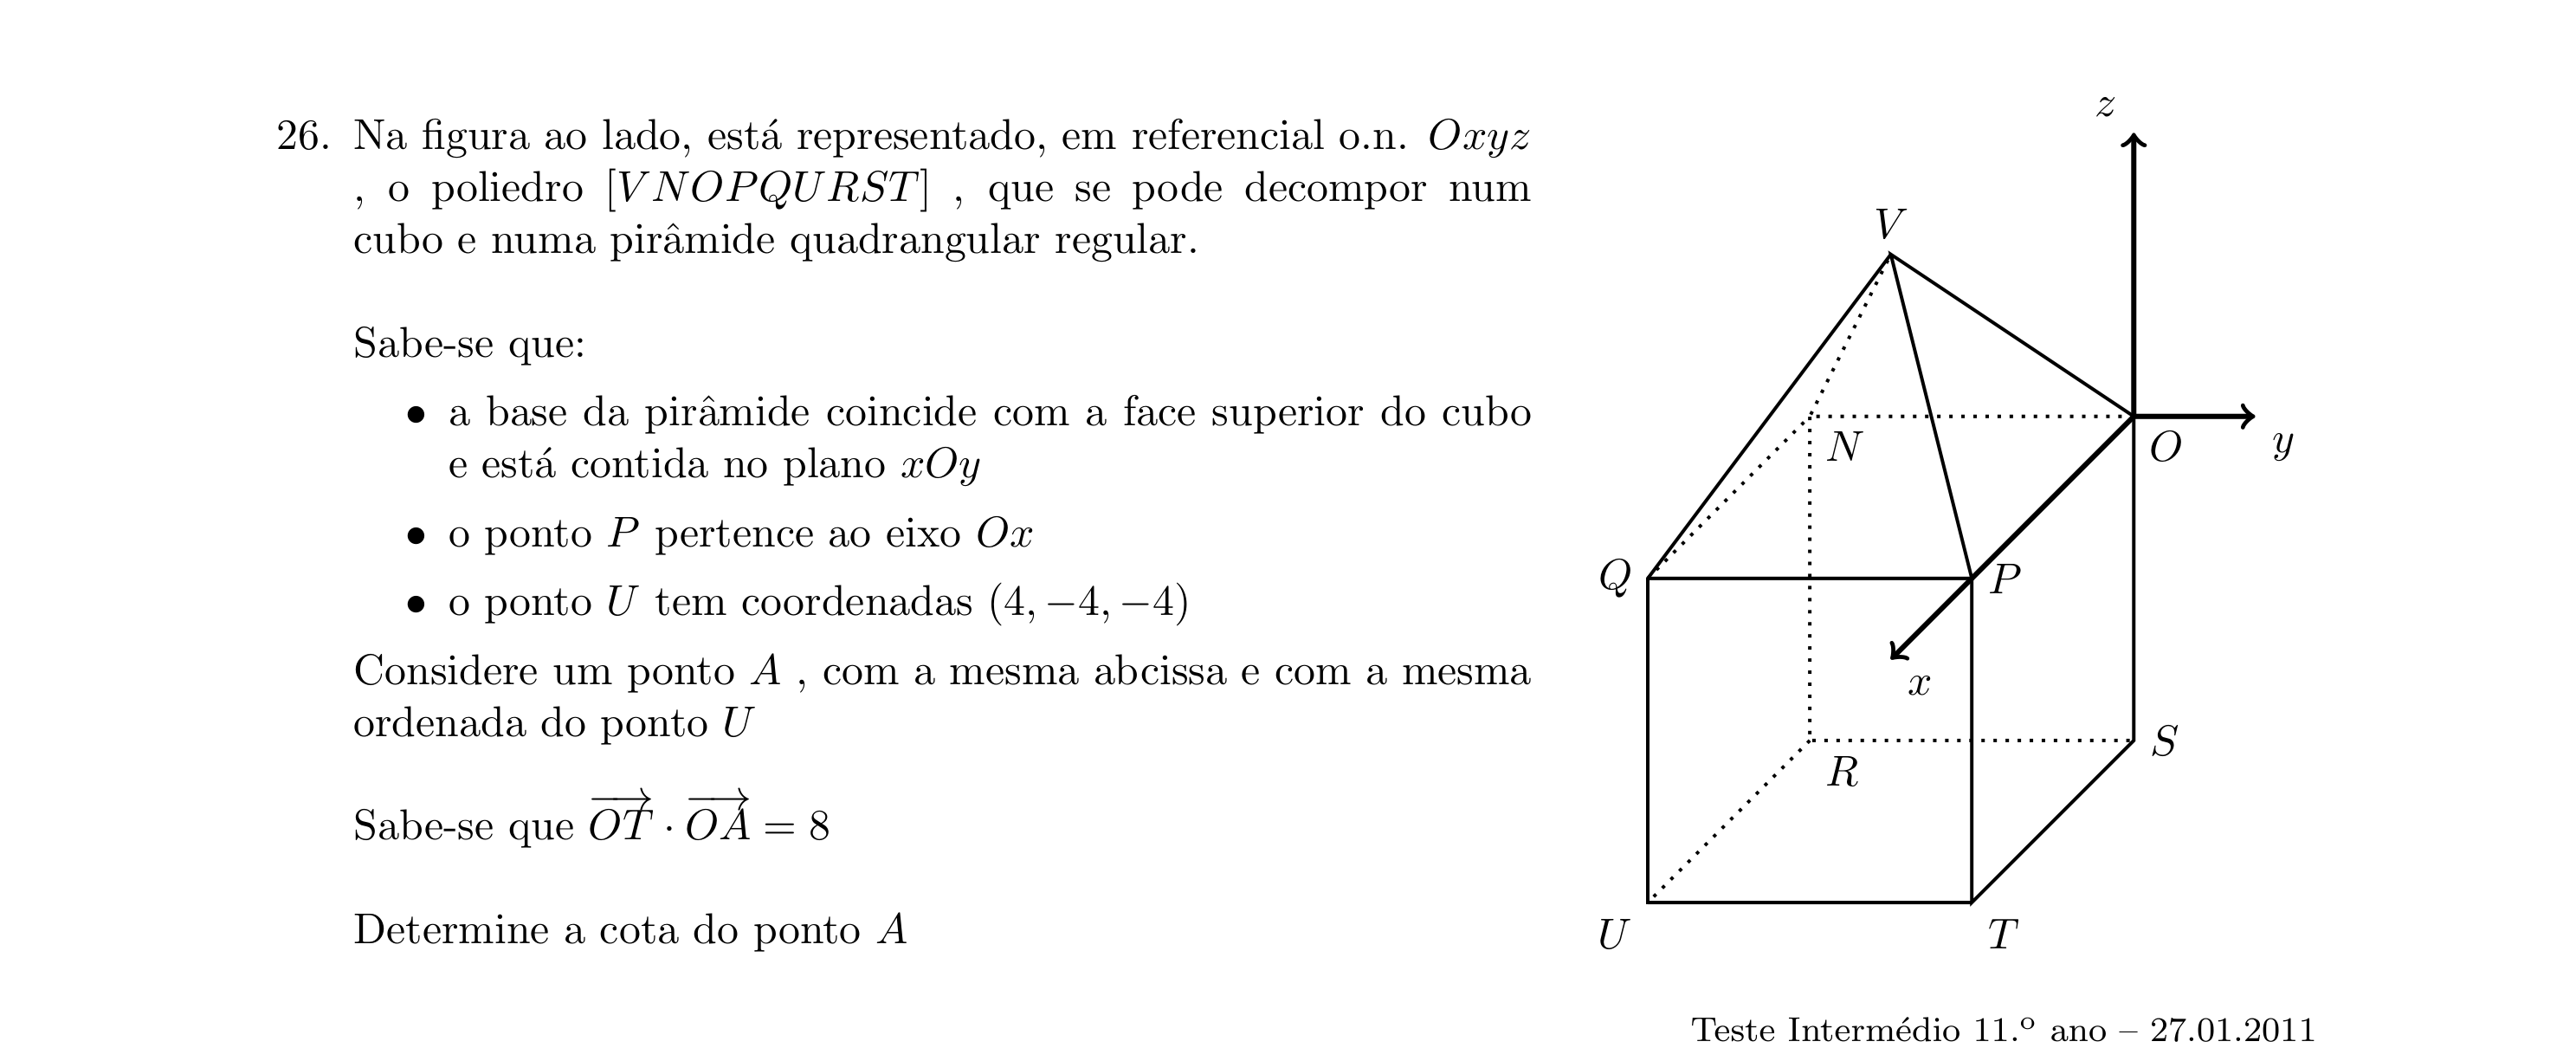 26. Na figura ao lado, está representado, em referencial o.n. Oxyz
, o poliedro [VNOPQURST] , que se pode decompor num
cubo e numa pirâmide quadrangular regular.
Sabe-se que:
• a base da pirâmide coincide com a face superior do cubo
e está contida no plano xOy
• o ponto P pertence ao eixo Ox
• o ponto U tem coordenadas (4, −4, −4)
Considere um ponto A , com a mesma abcissa e com a mesma
ordenada do ponto U
Sabe-se que \overrightarrow{OT} · \overrightarrow{OA} = 8
Determine a cota do ponto A
z
V
N
O
y
Q
P
x
S
R
U
T
Teste Intermédio 11.º ano – 27.01.2011